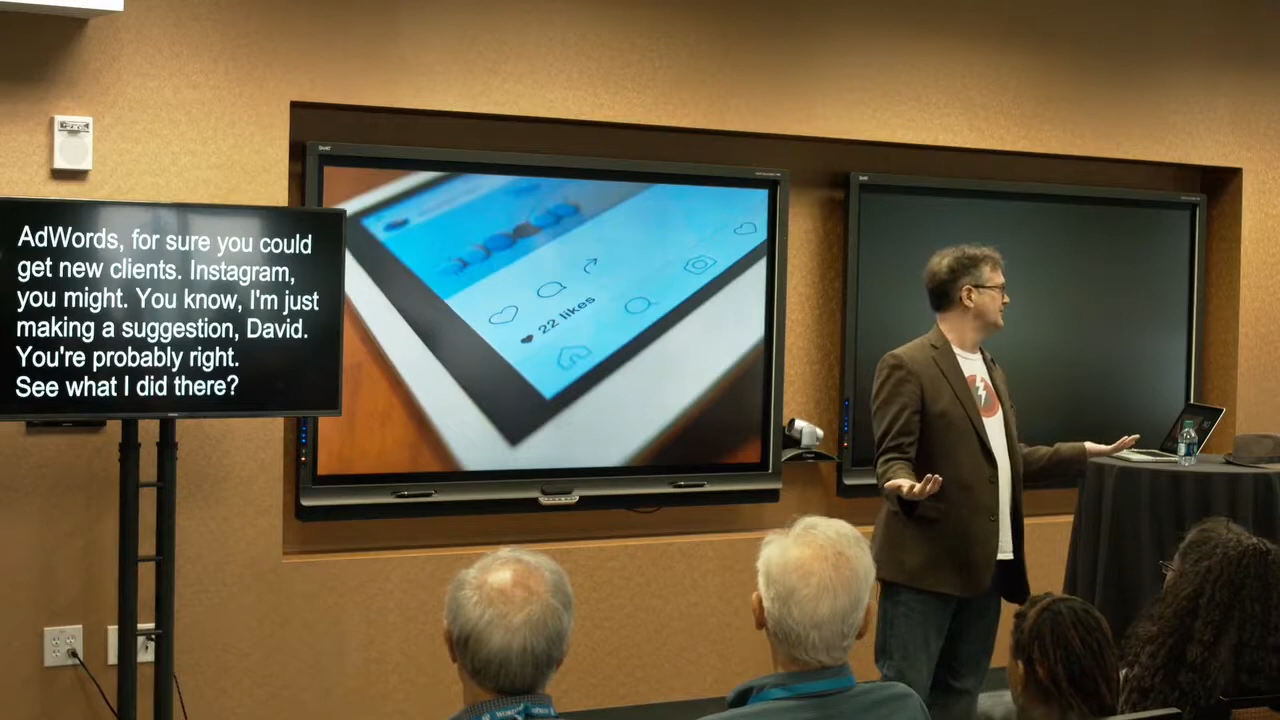 AdWords, for sure you could
get new clients. Instagram,
you might. You know, I'm just
making a suggestion, David.
You're probably right.
See what I did there?
22 likes